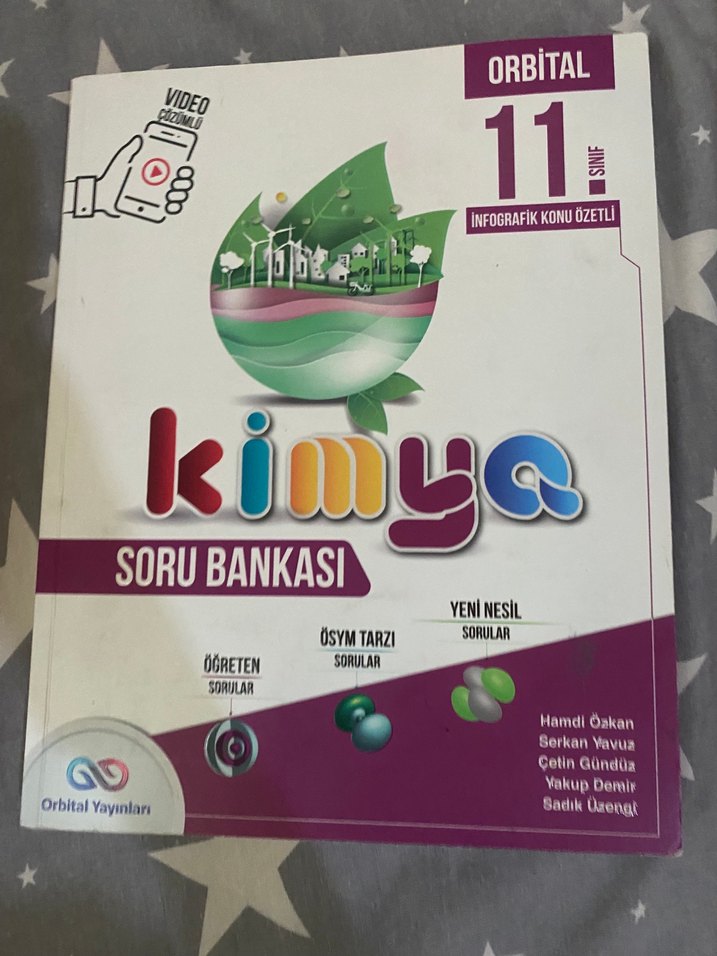 VIDEO
ÇÖZÜMLÜ
ORBİTAL
11.
SINIF
İNFOGRAFİK KONU ÖZETLİ
kimya
SORU BANKASI
ÖĞRETEN
SORULAR
ÖSYM TARZI
SORULAR
YENİ NESİL
SORULAR
Hamdi Özkan
Serkan Yavuz
Çetin Gündüz
Yakup Demir
Sadık Üzengi
Orbital Yayınları